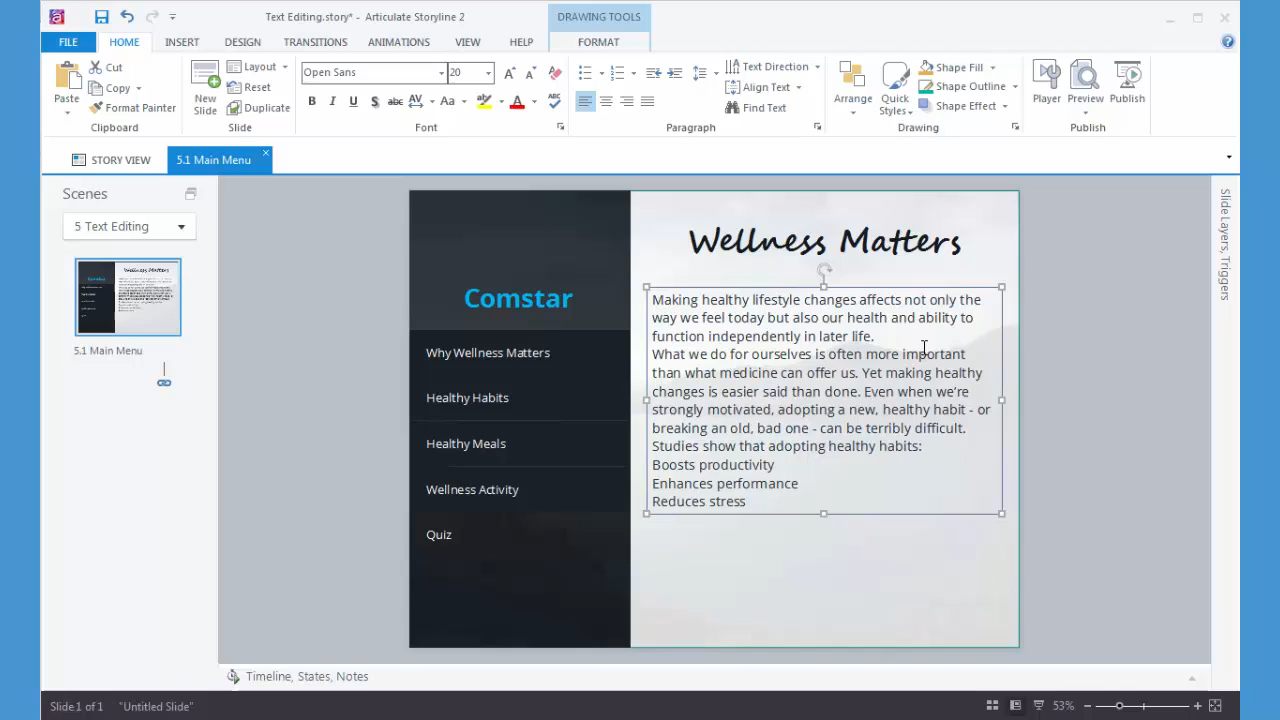 Text Editing.story* - Articulate Storyline 2
DRAWING TOOLS
FILE
HOME
INSERT
DESIGN
TRANSITIONS
ANIMATIONS
VIEW
HELP
FORMAT
Paste
Cut
Copy
Format Painter
Clipboard
New Slide
Layout
Reset
Duplicate
Slide
Open Sans
20
B I U S abc AV Aa A ABC
Font
Text Direction
Align Text
Find Text
Paragraph
Arrange
Quick Styles
Shape Fill
Shape Outline
Shape Effect
Drawing
Player
Preview
Publish
Publish
STORY VIEW
5.1 Main Menu
Scenes
5 Text Editing
5.1 Main Menu
Comstar
Why Wellness Matters
Healthy Habits
Healthy Meals
Wellness Activity
Quiz
Wellness Matters
Making healthy lifestyle changes affects not only the
way we feel today but also our health and ability to
function independently in later life.
What we do for ourselves is often more important
than what medicine can offer us. Yet making healthy
changes is easier said than done. Even when we’re
strongly motivated, adopting a new, healthy habit - or
breaking an old, bad one - can be terribly difficult.
Studies show that adopting healthy habits:
Boosts productivity
Enhances performance
Reduces stress
Slide Layers, Triggers
Timeline, States, Notes
Slide 1 of 1
"Untitled Slide"
53%